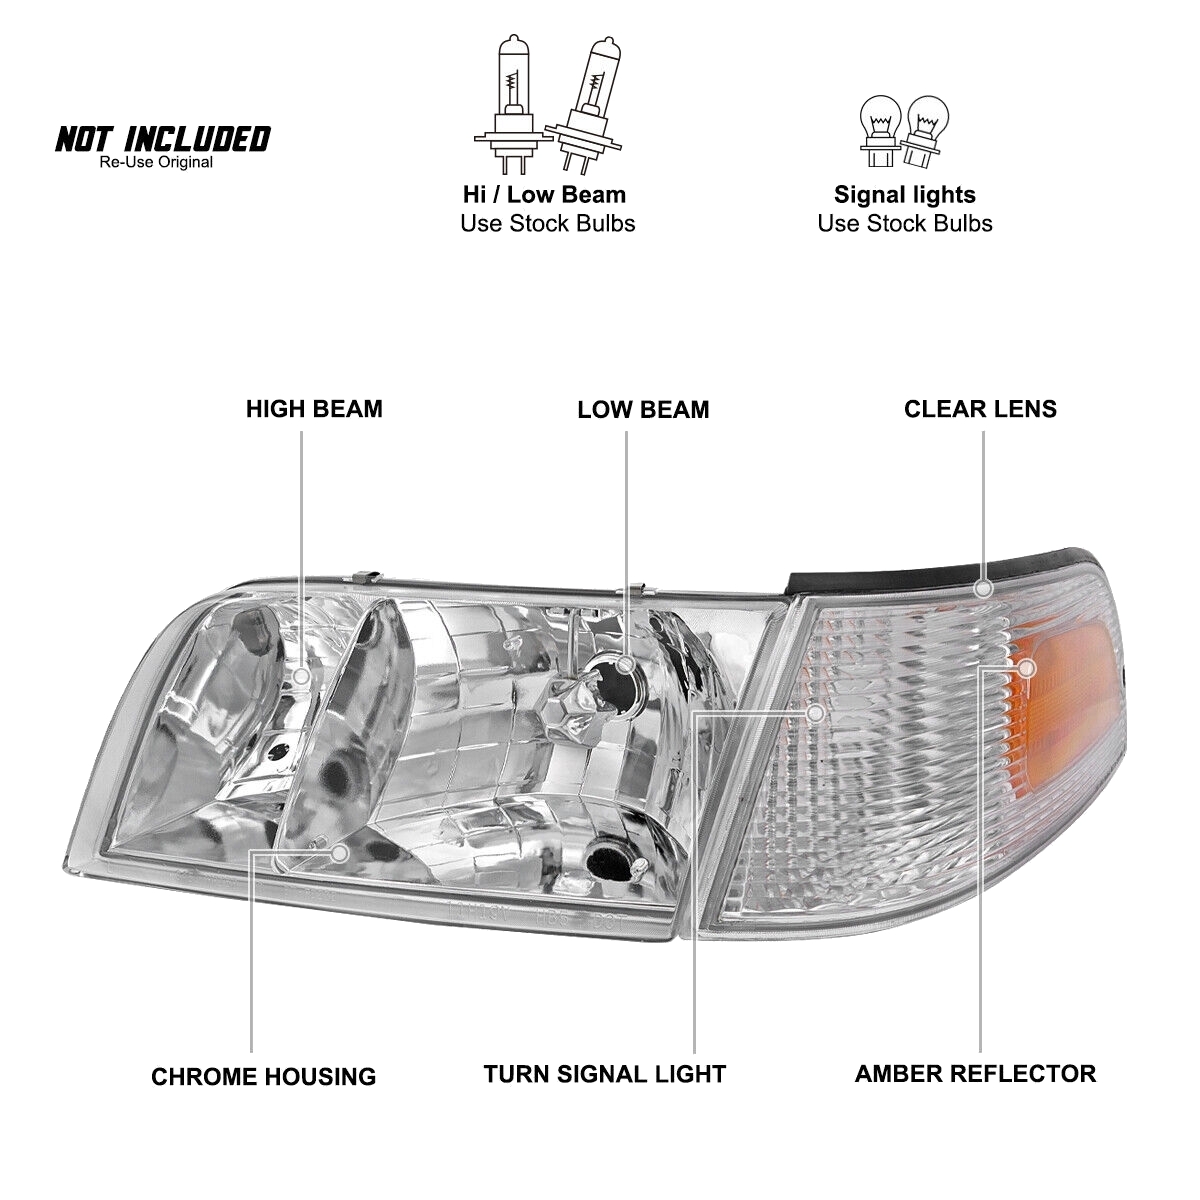 NOT INCLUDED
Re-Use Original
Hi / Low Beam
Use Stock Bulbs
Signal lights
Use Stock Bulbs
HIGH BEAM
LOW BEAM
CLEAR LENS
CHROME HOUSING
TURN SIGNAL LIGHT
AMBER REFLECTOR